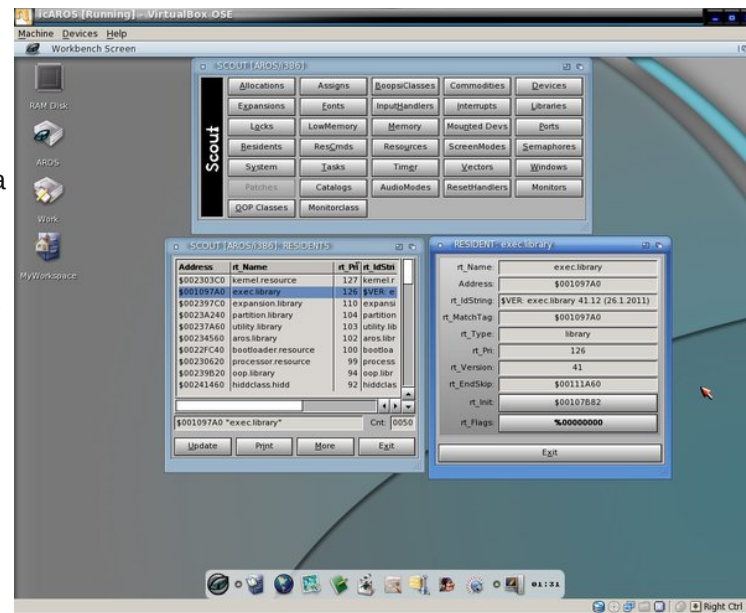 icAROS [Running] - VirtualBox OSE
Machine Devices Help
Workbench Screen
a
RAM Disk
AROS
Work
MyWorkspace
SCOUT [AROS/i386]
Scout
Allocations Assigns BoopsiClasses Commodities Devices
Expansions Fonts InputHandlers Interrupts Libraries
Locks LowMemory Memory Mounted Devs Ports
Residents ResCmds Resources ScreenModes Semaphores
System Tasks Timer Vectors Windows
Patches Catalogs AudioModes ResetHandlers Monitors
OOP Classes Monitorclass
SCOUT [AROS/i386]: RESIDENTS
Address rt_Name rt_Pri rt_IdStri
$002303C0 kernel.resource 127 kernel.r
$001097A0 exec.library 126 $VER: e
$002397C0 expansion.library 110 expansi
$0023A240 partition.library 104 partition
$00237A60 utility.library 103 utility.lib
$00234560 aros.library 102 aros.libr
$0022FC40 bootloader.resource 100 bootloa
$00230620 processor.resource 99 process
$00239B20 oop.library 94 oop.libr
$00241460 hiddclass.hidd 92 hiddclas
$001097A0 "exec.library" Cnt: 0050
Update Print More Exit
RESIDENT: exec.library
rt_Name: exec.library
Address: $001097A0
rt_IdString: $VER: exec.library 41.12 (26.1.2011)
rt_MatchTag: $001097A0
rt_Type: library
rt_Pri: 126
rt_Version: 41
rt_EndSkip: $00111A60
rt_Init: $00107B82
rt_Flags: %00000000
Exit
01:31
Right Ctrl